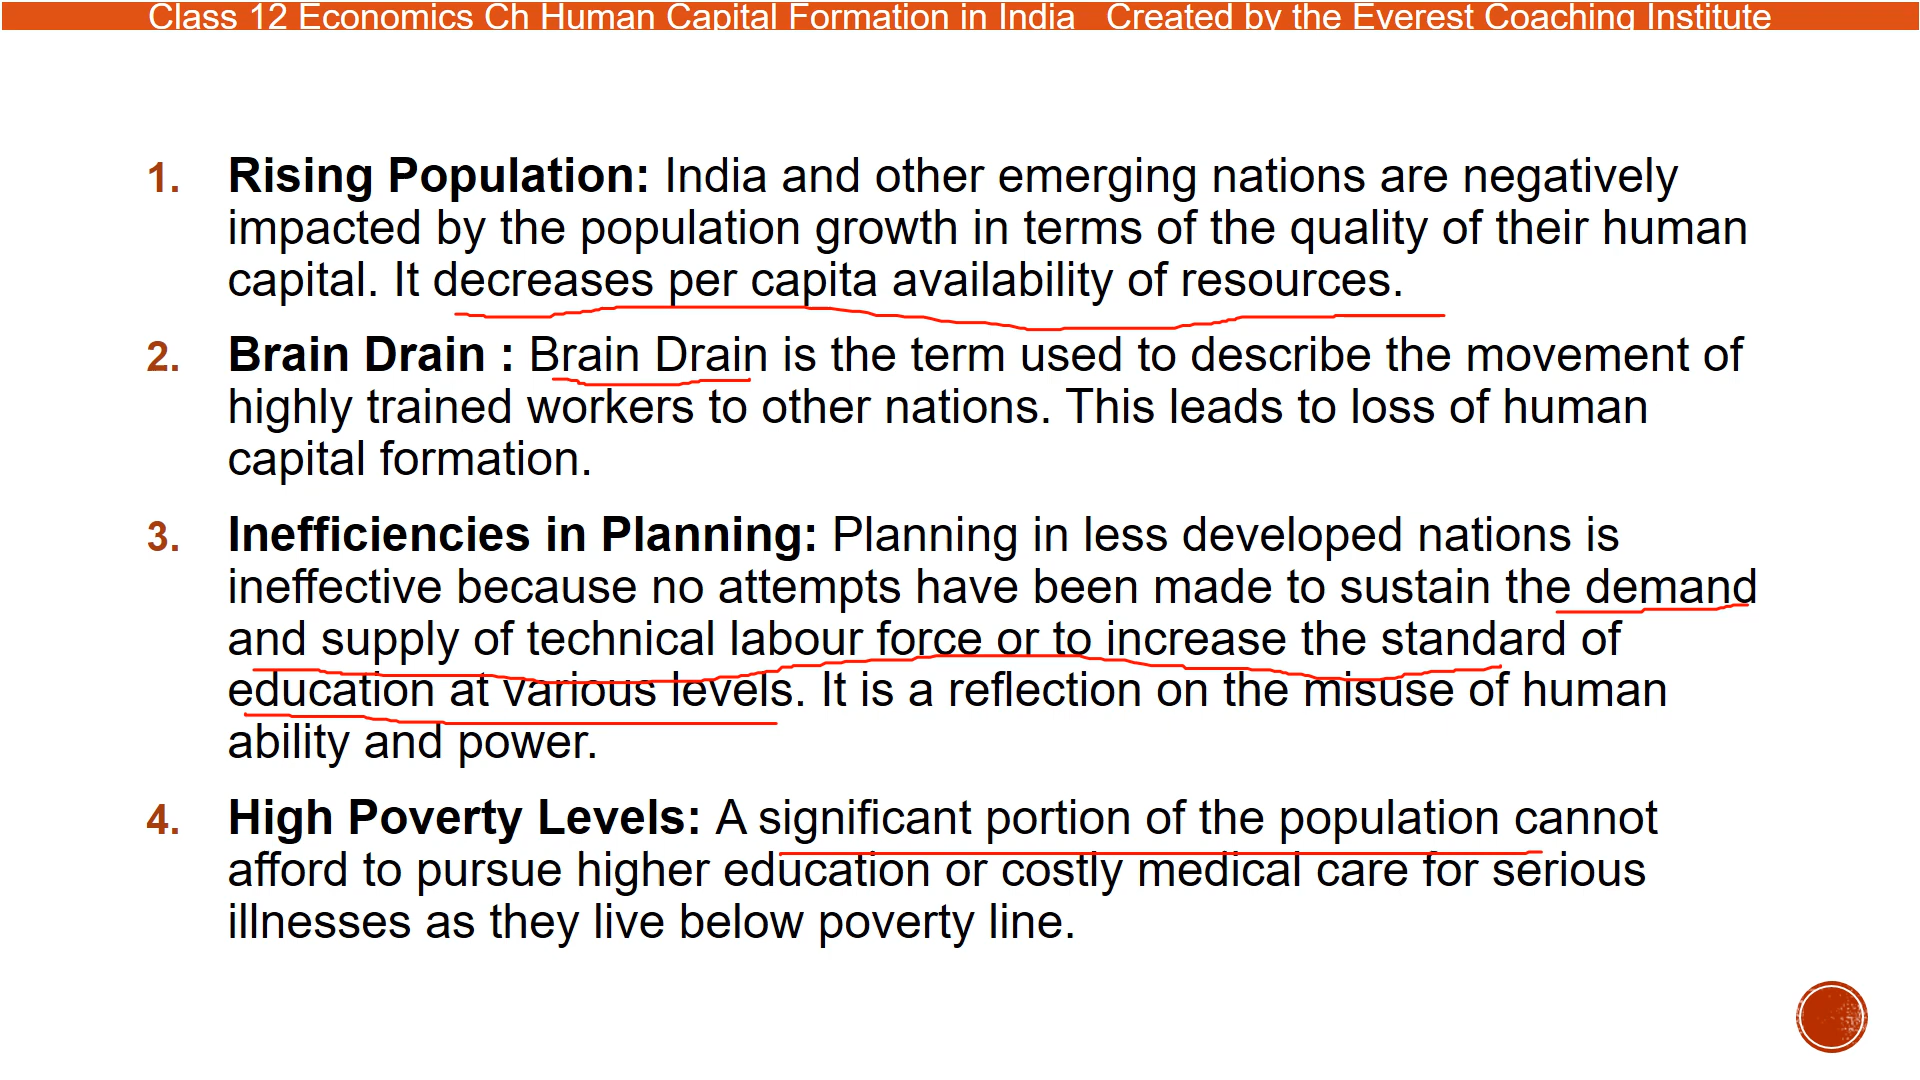 Class 12 Economics Ch Human Capital Formation in India   Created by the Everest Coaching Institute
1. Rising Population: India and other emerging nations are negatively
impacted by the population growth in terms of the quality of their human
capital. It decreases per capita availability of resources.
2. Brain Drain : Brain Drain is the term used to describe the movement of
highly trained workers to other nations. This leads to loss of human
capital formation.
3. Inefficiencies in Planning: Planning in less developed nations is
ineffective because no attempts have been made to sustain the demand
and supply of technical labour force or to increase the standard of
education at various levels. It is a reflection on the misuse of human
ability and power.
4. High Poverty Levels: A significant portion of the population cannot
afford to pursue higher education or costly medical care for serious
illnesses as they live below poverty line.